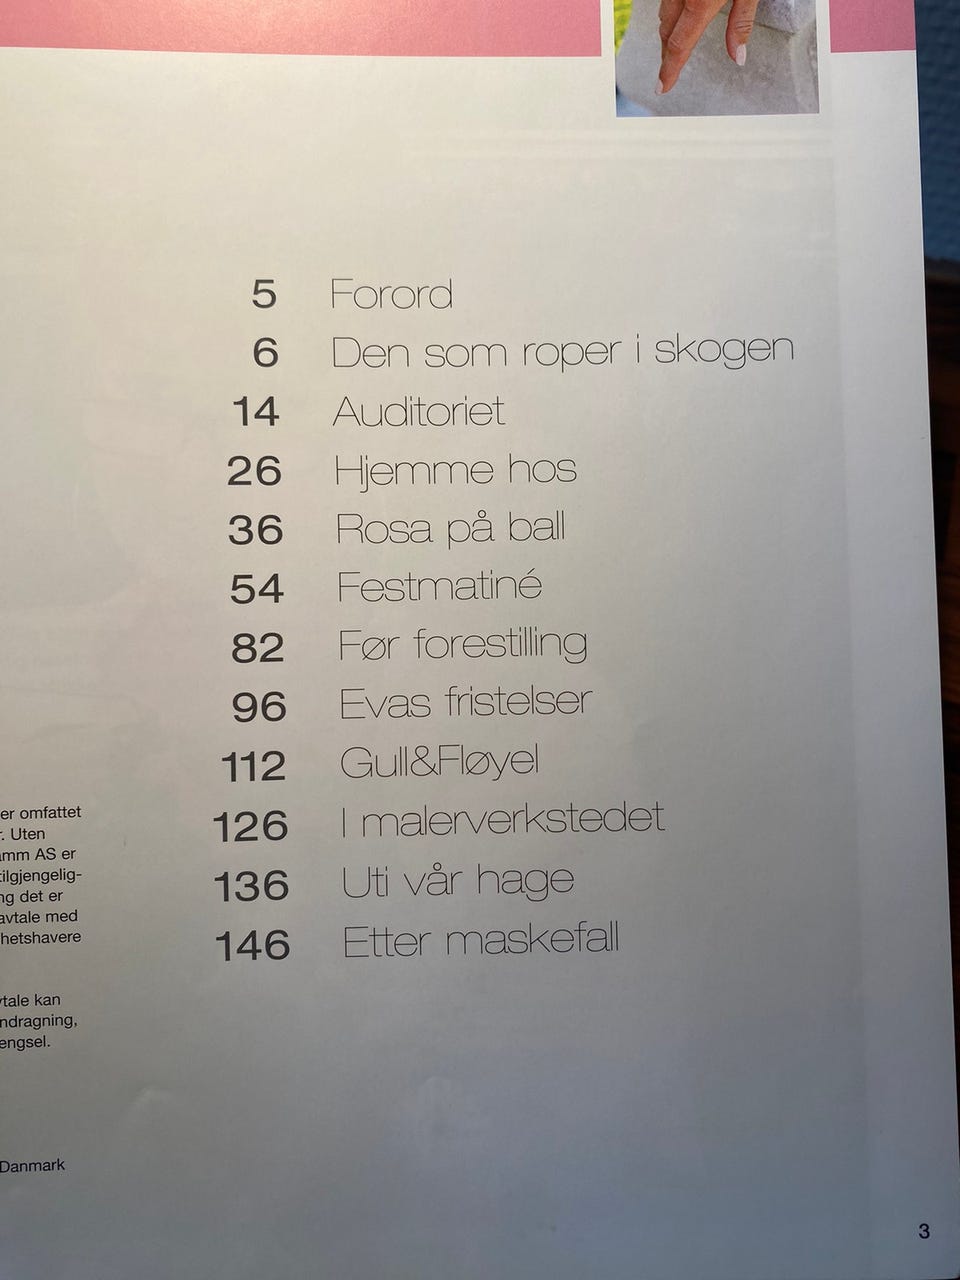 5 Forord
6 Den som roper i skogen
14 Auditoriet
26 Hjemme hos
36 Rosa på ball
54 Festmatiné
82 Før forestilling
96 Evas fristelser
112 Gull&Fløyel
126 I malerverkstedet
136 Uti vår hage
146 Etter maskefall
er omfattet
. Uten
amm AS er
tilgjengelig-
ng det er
avtale med
hetshavere
tale kan
ndragning,
engsel.
Danmark
3